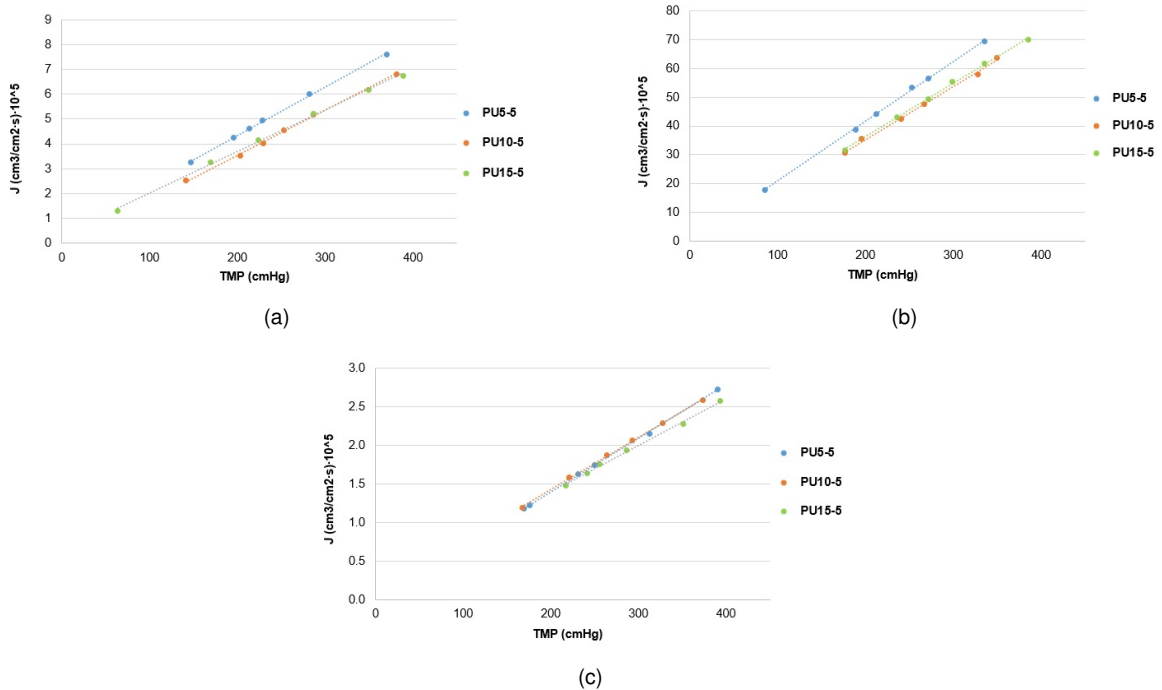 9
8
7
6
5
4
3
2
1
0
J (cm3/cm2·s)·10^5
0 100 200 300 400
TMP (cmHg)
PU5-5
PU10-5
PU15-5
(a)
80
70
60
50
40
30
20
10
0
J (cm3/cm2·s)·10^5
0 100 200 300 400
TMP (cmHg)
PU5-5
PU10-5
PU15-5
(b)
3.0
2.5
2.0
1.5
1.0
0.5
0.0
J (cm3/cm2·s)·10^5
0 100 200 300 400
TMP (cmHg)
PU5-5
PU10-5
PU15-5
(c)